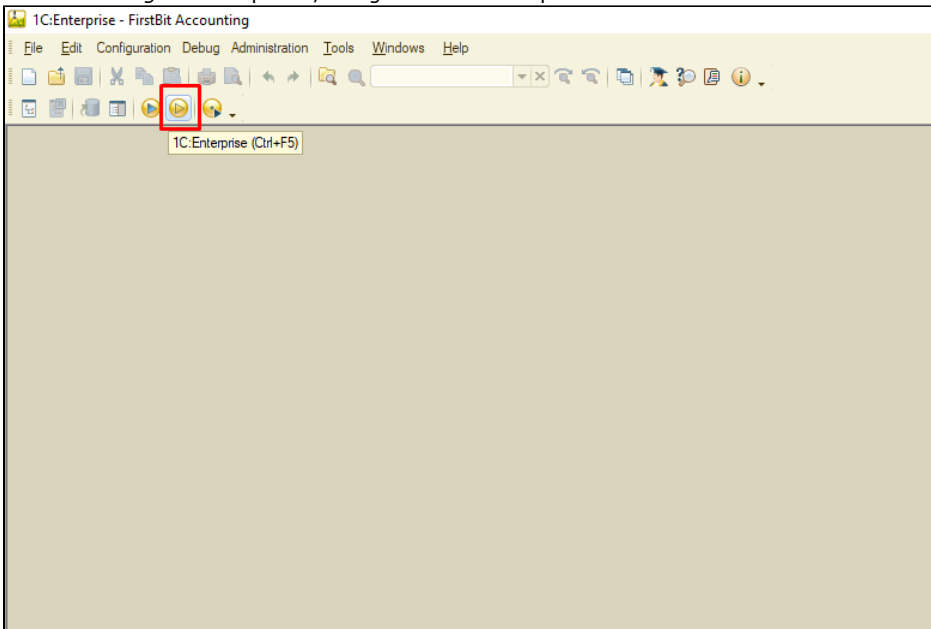 1C:Enterprise - FirstBit Accounting
File Edit Configuration Debug Administration Tools Windows Help
1C:Enterprise (Ctrl+F5)